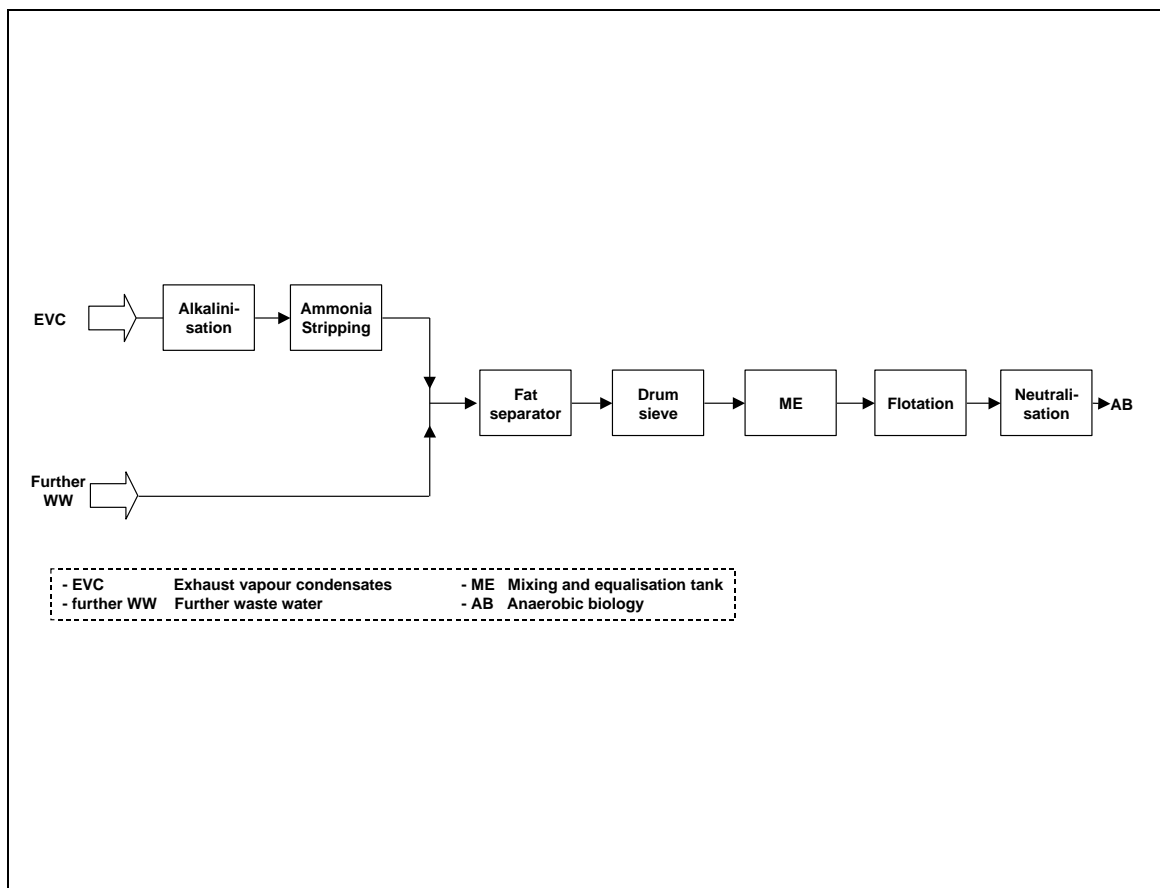 EVC
Alkalini-
sation
Ammonia
Stripping
Fat
separator
Drum
sieve
ME
Flotation
Neutrali-
sation
AB
Further
WW
- EVC Exhaust vapour condensates
- ME Mixing and equalisation tank
- further WW Further waste water
- AB Anaerobic biology